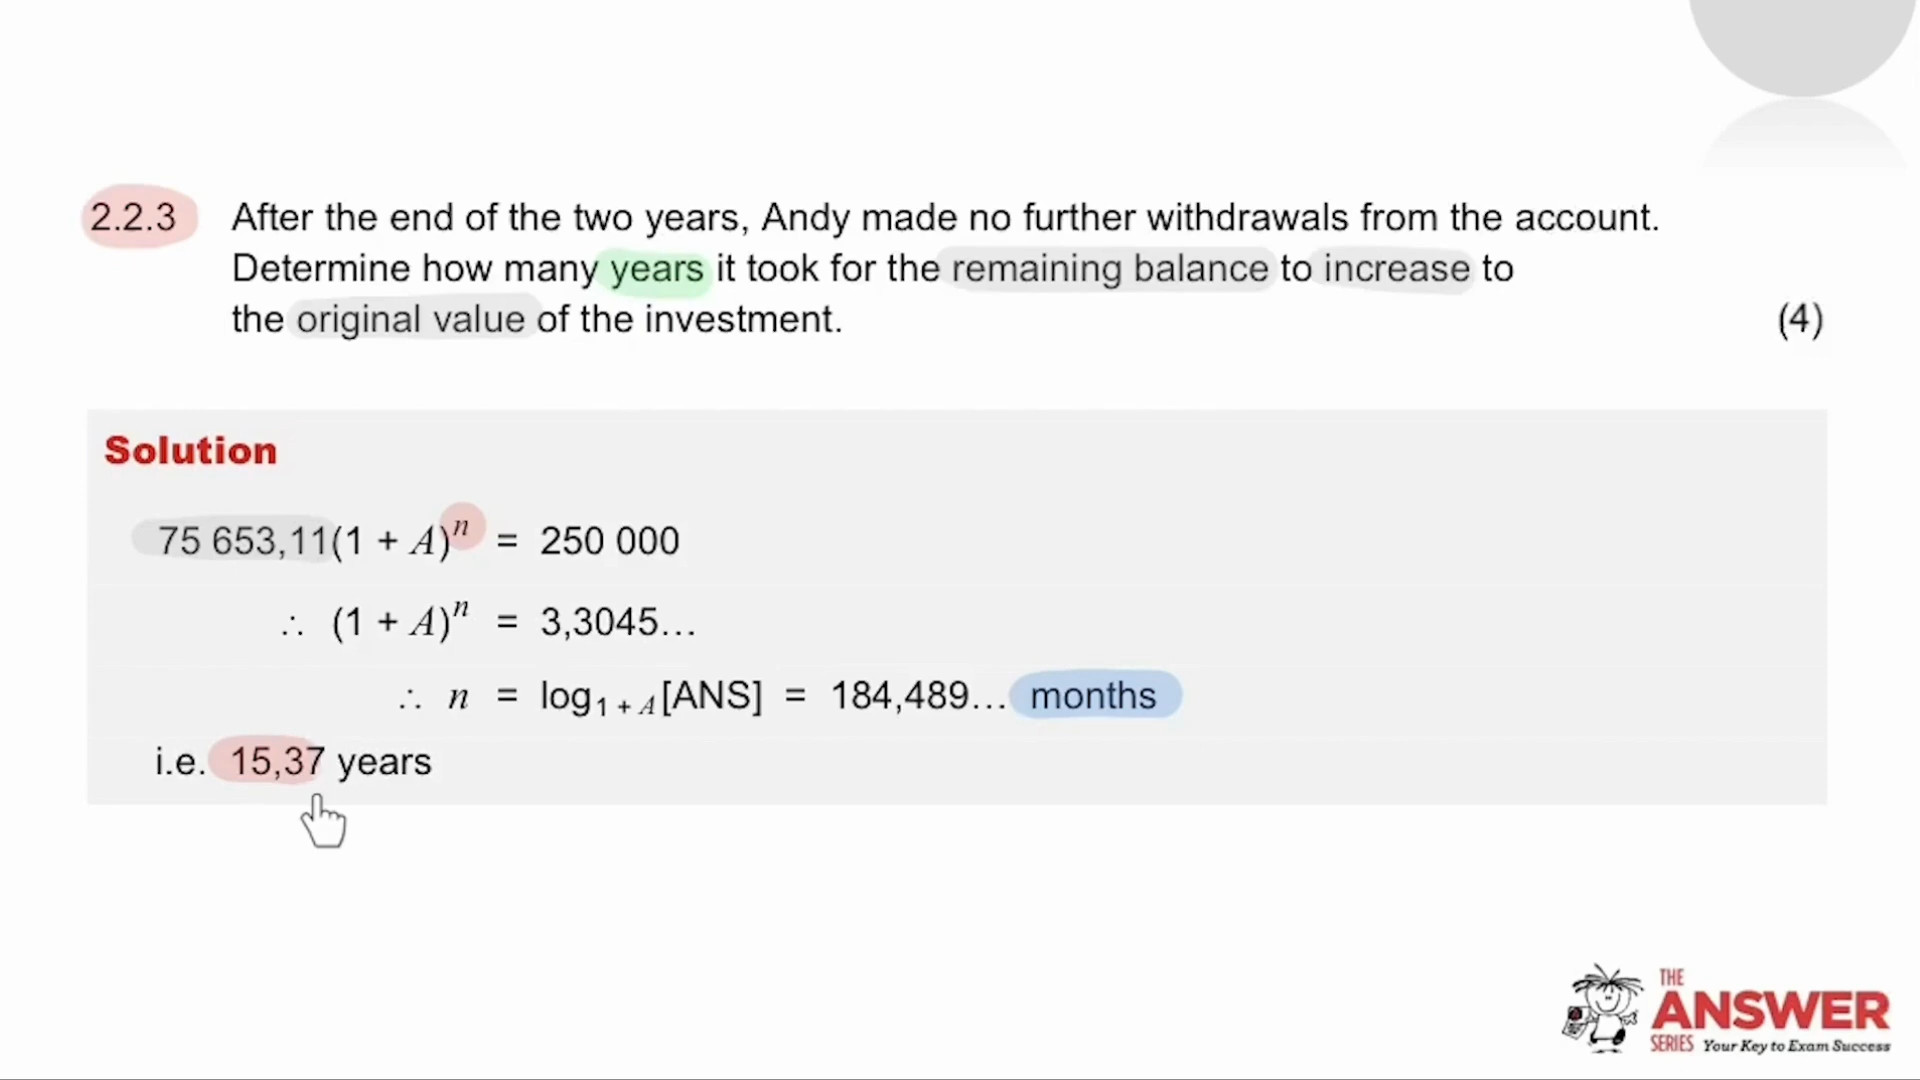 2.2.3 After the end of the two years, Andy made no further withdrawals from the account.
Determine how many years it took for the remaining balance to increase to
the original value of the investment. (4)
Solution
75 653,11(1 + A)ⁿ = 250 000
∴ (1 + A)ⁿ = 3,3045...
∴ n = log₁ ₊ A[ANS] = 184,489... months
i.e. 15,37 years
THE
ANSWER
SERIES Your Key to Exam Success